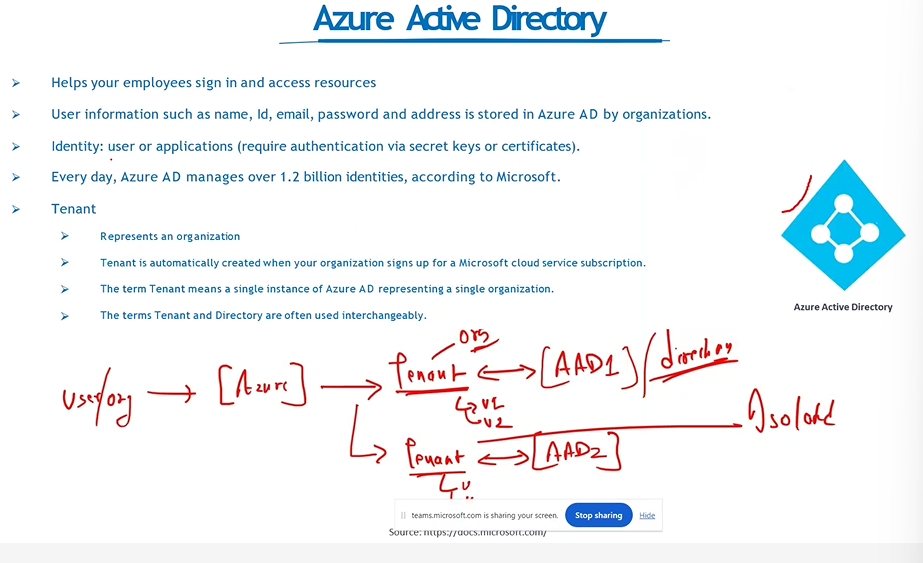 Azure Active Directory
➢ Helps your employees sign in and access resources
➢ User information such as name, Id, email, password and address is stored in Azure AD by organizations.
➢ Identity: user or applications (require authentication via secret keys or certificates).
➢ Every day, Azure AD manages over 1.2 billion identities, according to Microsoft.
➢ Tenant
➢ Represents an organization
➢ Tenant is automatically created when your organization signs up for a Microsoft cloud service subscription.
➢ The term Tenant means a single instance of Azure AD representing a single organization.
➢ The terms Tenant and Directory are often used interchangeably.
Azure Active Directory
org
user/org → [Azure] → Tenant ↔ [AAD1] / directory
Tenant ↔ [AAD2]
teams.microsoft.com is sharing your screen. Stop sharing Hide
Source: https://docs.microsoft.com/